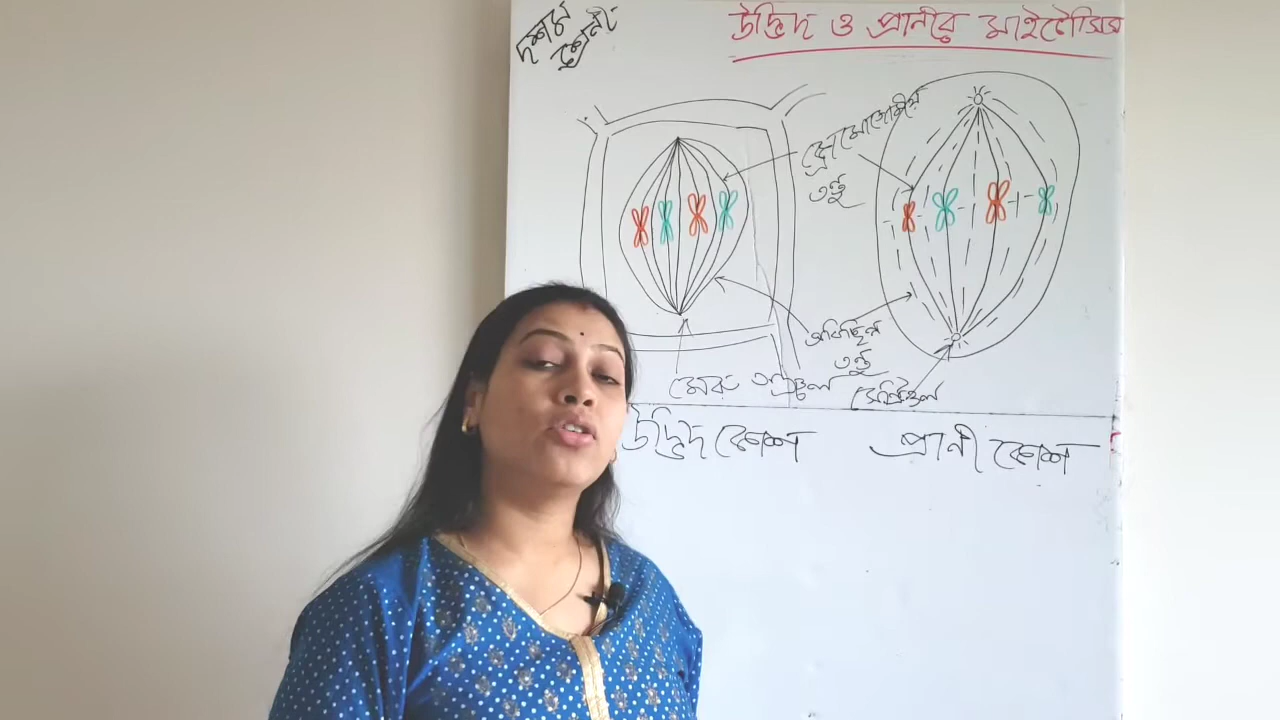 দশম
শ্রেনী
উদ্ভিদ ও প্রানীর মাইটোসিস
ক্রোমোজোমীয়
তন্তু
অবিচ্ছিন্ন
তন্তু
মেরু অঞ্চল
সেন্ট্রিওল
উদ্ভিদ কোশ
প্রানী কোশ